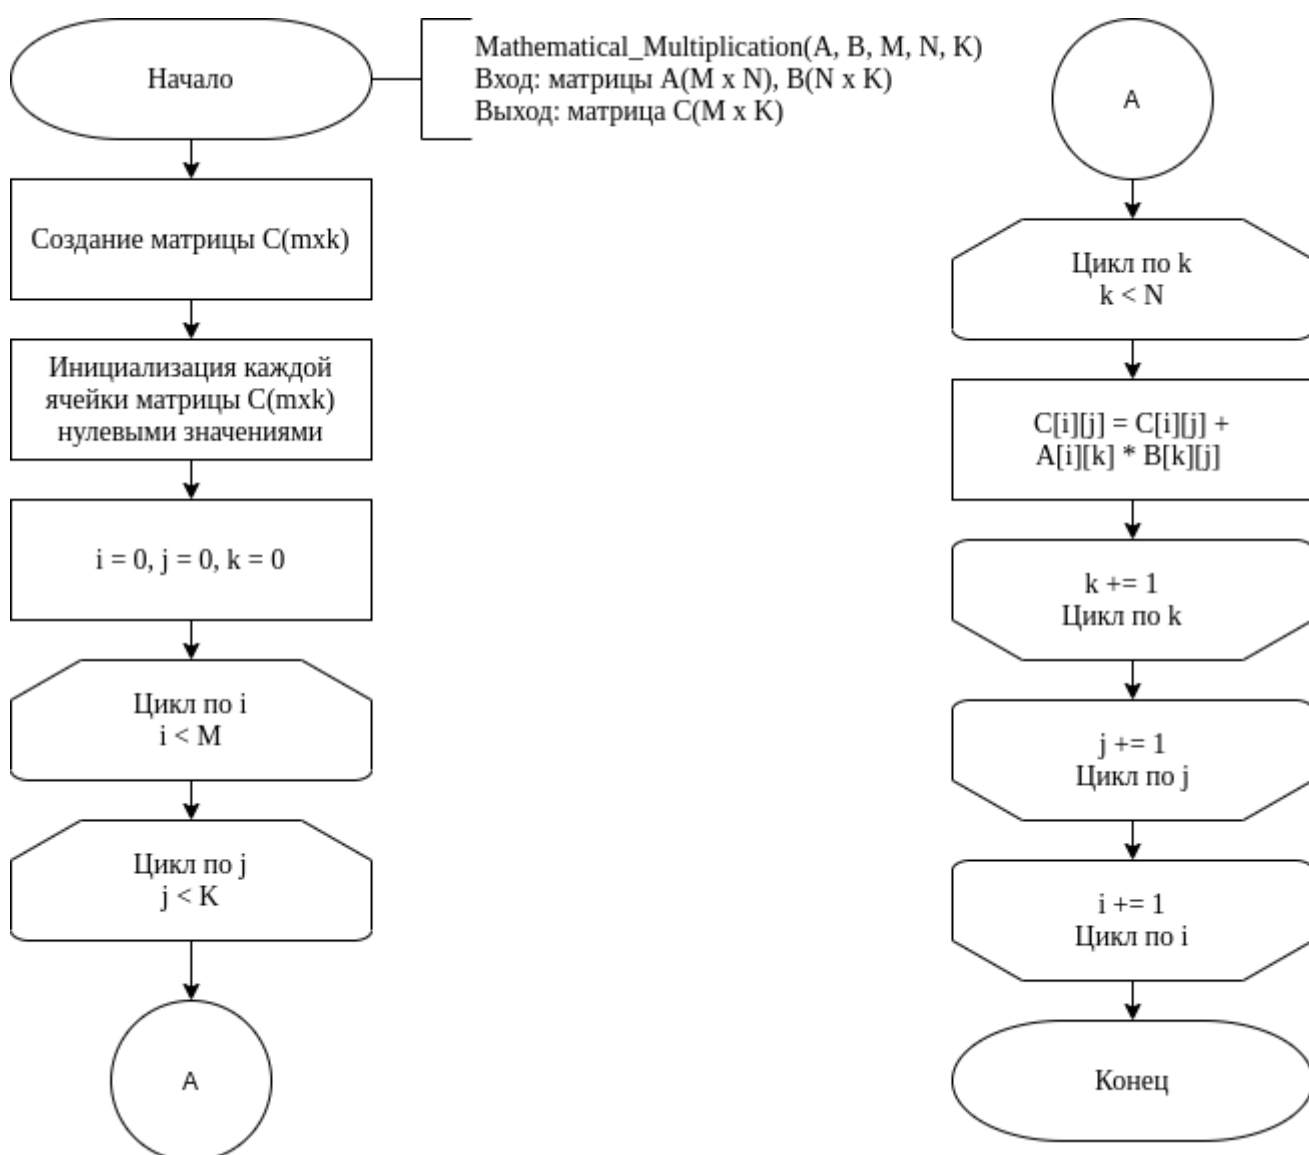 Начало
Mathematical_Multiplication(A, B, M, N, K)
Вход: матрицы A(M x N), B(N x K)
Выход: матрица C(M x K)
Создание матрицы C(mxk)
Инициализация каждой
ячейки матрицы C(mxk)
нулевыми значениями
i = 0, j = 0, k = 0
Цикл по i
i < M
Цикл по j
j < K
A
A
Цикл по k
k < N
C[i][j] = C[i][j] +
A[i][k] * B[k][j]
k += 1
Цикл по k
j += 1
Цикл по j
i += 1
Цикл по i
Конец